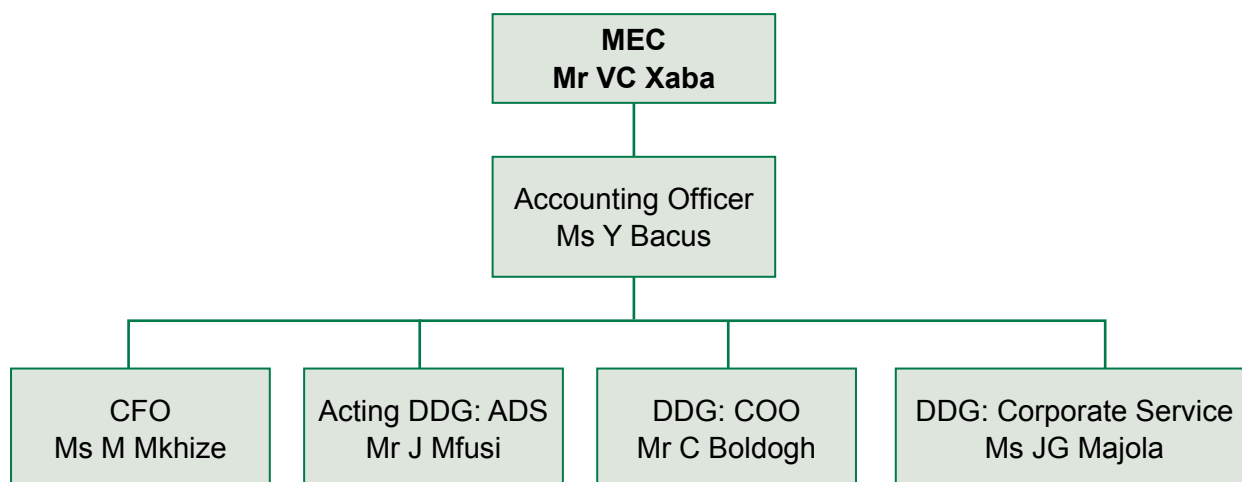 MEC
Mr VC Xaba
Accounting Officer
Ms Y Bacus
CFO
Ms M Mkhize
Acting DDG: ADS
Mr J Mfusi
DDG: COO
Mr C Boldogh
DDG: Corporate Service
Ms JG Majola